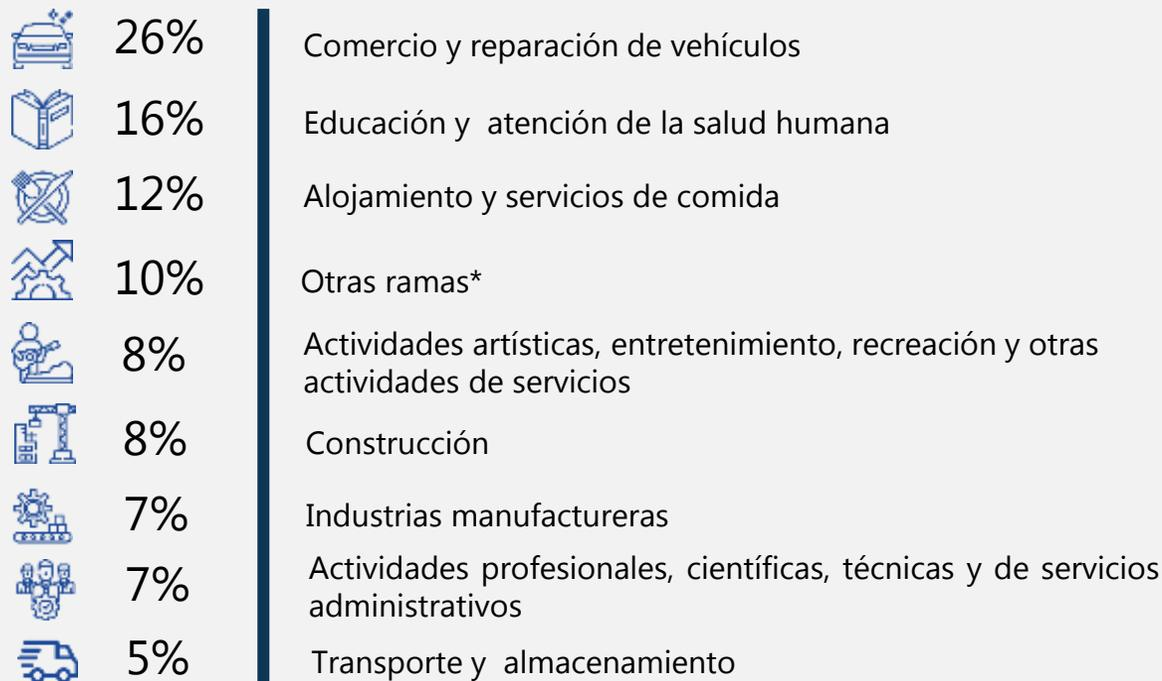 26% Comercio y reparación de vehículos
16% Educación y atención de la salud humana
12% Alojamiento y servicios de comida
10% Otras ramas*
8% Actividades artísticas, entretenimiento, recreación y otras
actividades de servicios
8% Construcción
7% Industrias manufactureras
7% Actividades profesionales, científicas, técnicas y de servicios
administrativos
5% Transporte y almacenamiento